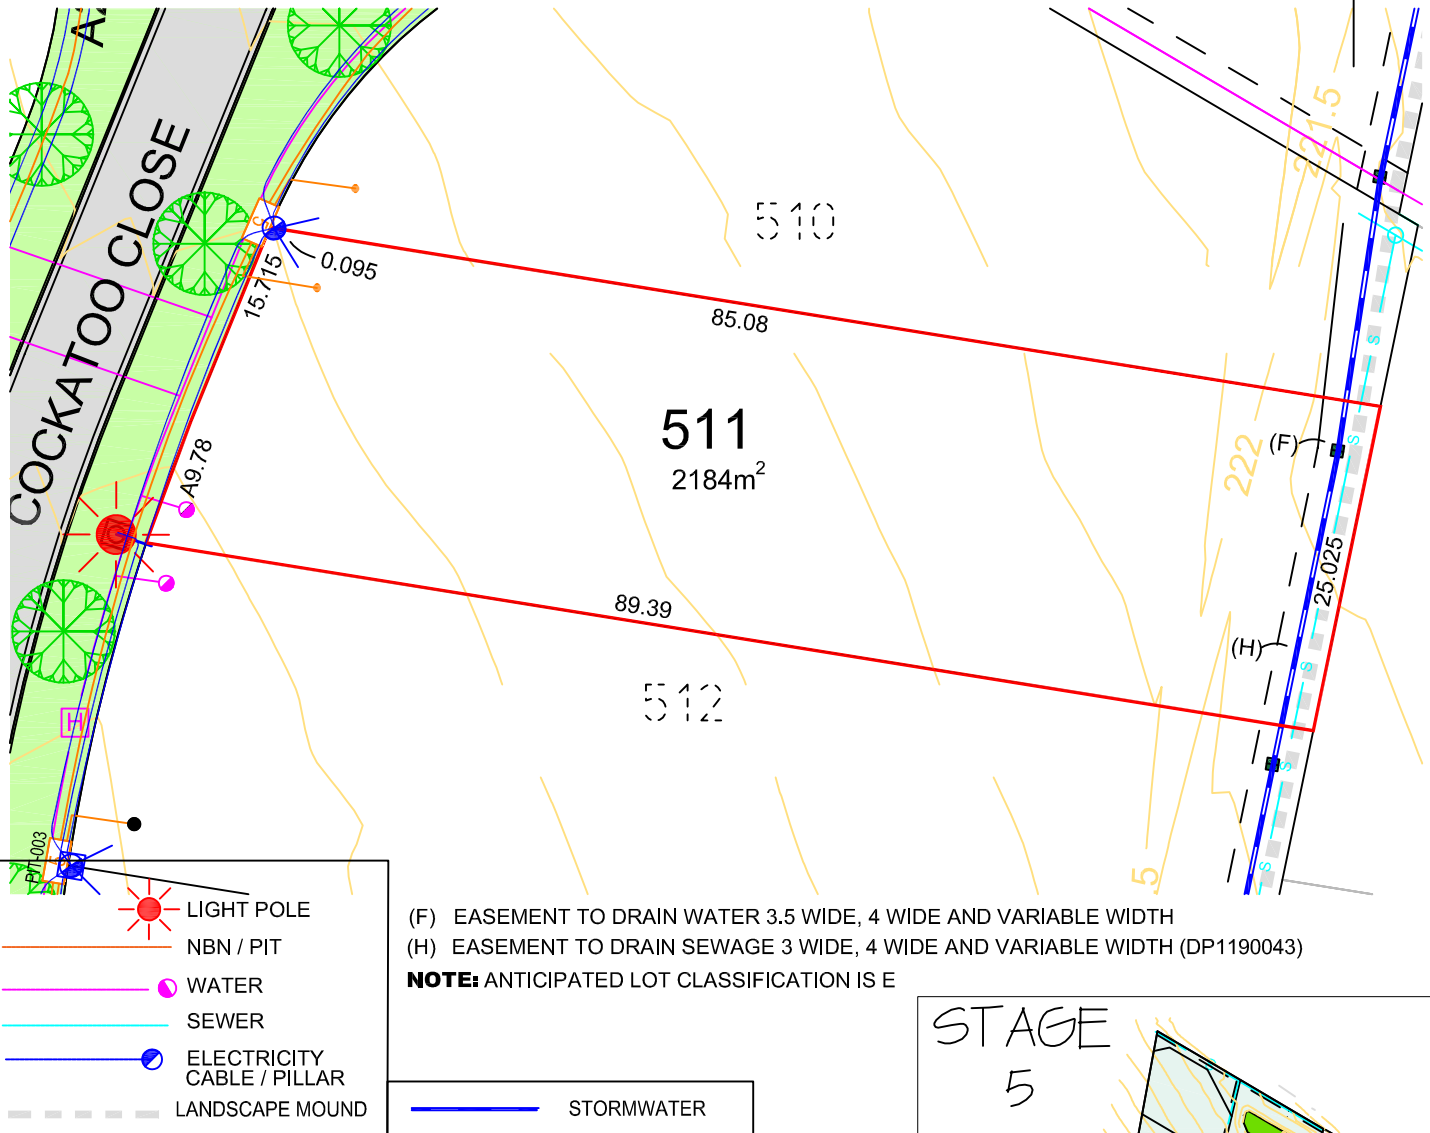 COCKATOO CLOSE
221.5
510
0.095
15.715
85.08
511
2184m²
A9.78
222
(F)
25.025
89.39
(H)
512
H
S
S
S
S
S
PIT-003
.5
LIGHT POLE
NBN / PIT
WATER
SEWER
ELECTRICITY
CABLE / PILLAR
LANDSCAPE MOUND
STORMWATER
(F) EASEMENT TO DRAIN WATER 3.5 WIDE, 4 WIDE AND VARIABLE WIDTH
(H) EASEMENT TO DRAIN SEWAGE 3 WIDE, 4 WIDE AND VARIABLE WIDTH (DP1190043)
NOTE: ANTICIPATED LOT CLASSIFICATION IS E
STAGE
5